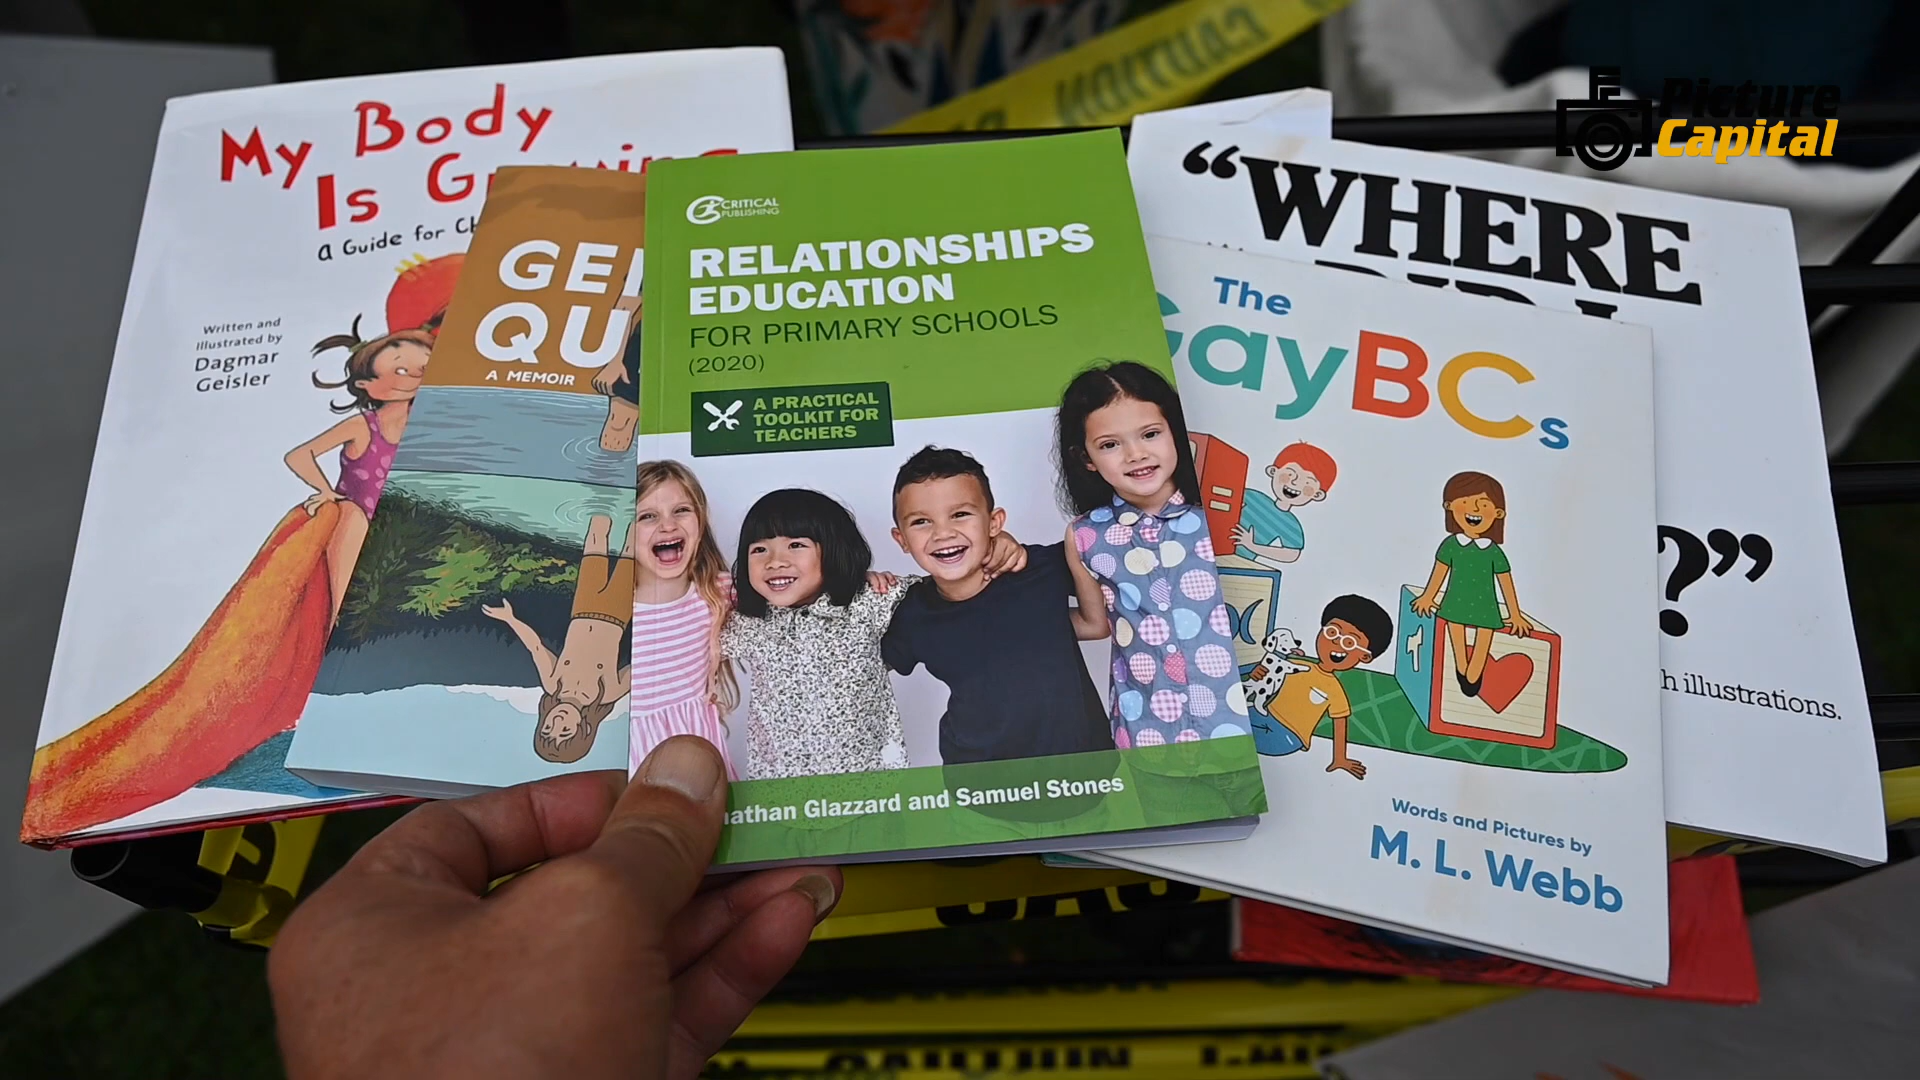 My Body
Is G
a Guide for Ch
Written and
Illustrated by
Dagmar
Geisler
GE
QU
A MEMOIR
CRITICAL
PUBLISHING
RELATIONSHIPS
EDUCATION
FOR PRIMARY SCHOOLS
(2020)
A PRACTICAL
TOOLKIT FOR
TEACHERS
athan Glazzard and Samuel Stones
“WHERE
?”
h illustrations.
The
GayBCs
Words and Pictures by
M. L. Webb
CAUTION
Picture
Capital